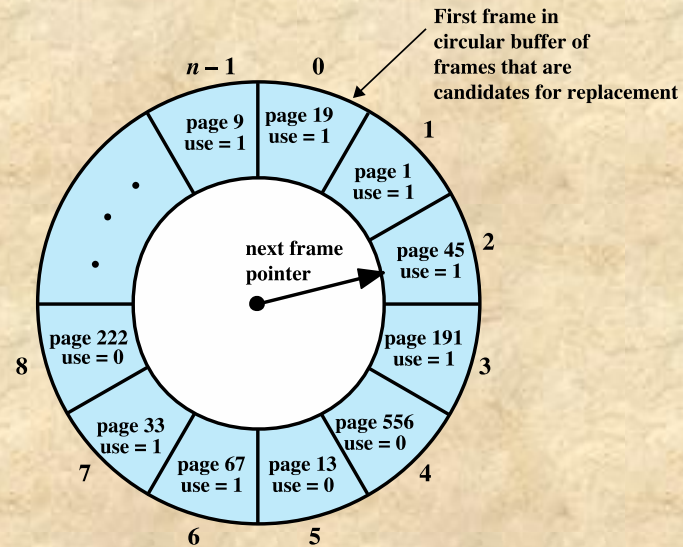 First frame in
circular buffer of
frames that are
candidates for replacement
n – 1
0
page 9
use = 1
page 19
use = 1
1
page 1
use = 1
2
page 45
use = 1
next frame
pointer
page 191
use = 1
3
page 556
use = 0
4
page 13
use = 0
5
page 67
use = 1
6
page 33
use = 1
7
page 222
use = 0
8